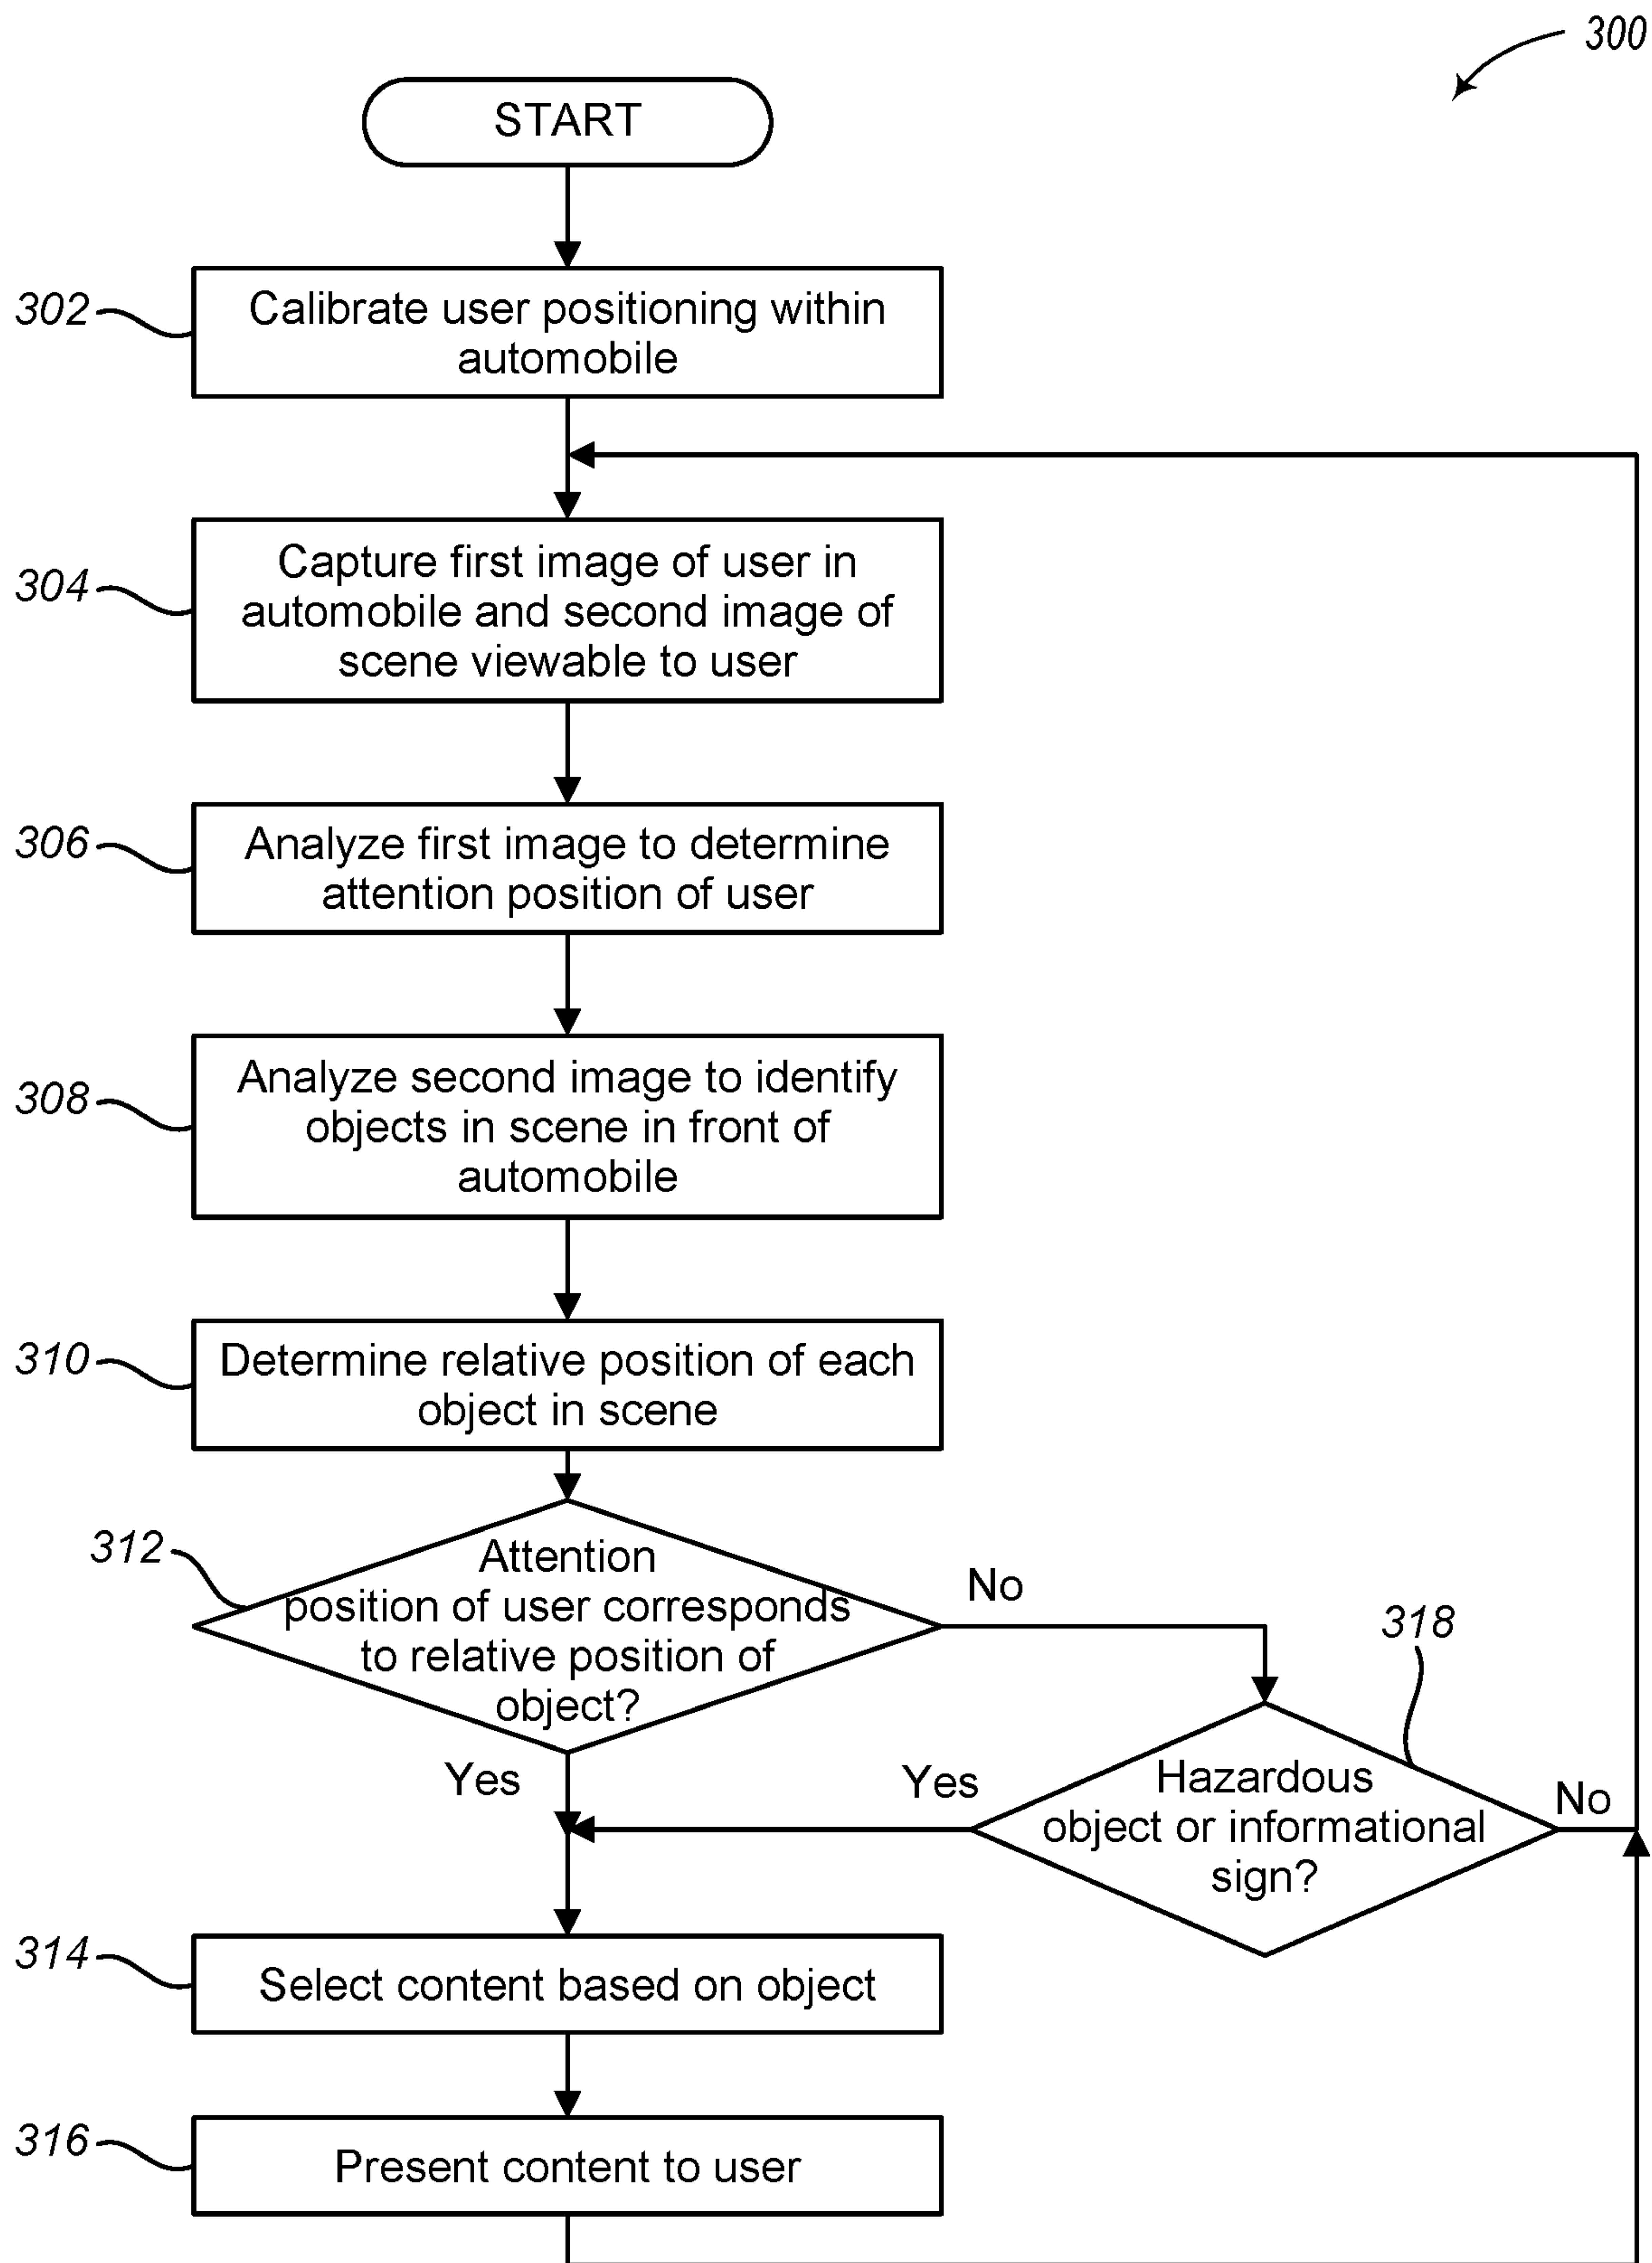 300
START
302
Calibrate user positioning within
automobile
304
Capture first image of user in
automobile and second image of
scene viewable to user
306
Analyze first image to determine
attention position of user
308
Analyze second image to identify
objects in scene in front of
automobile
310
Determine relative position of each
object in scene
312
Attention
position of user corresponds
to relative position of
object?
No
318
Yes
Yes
Hazardous
object or informational
sign?
No
314
Select content based on object
316
Present content to user